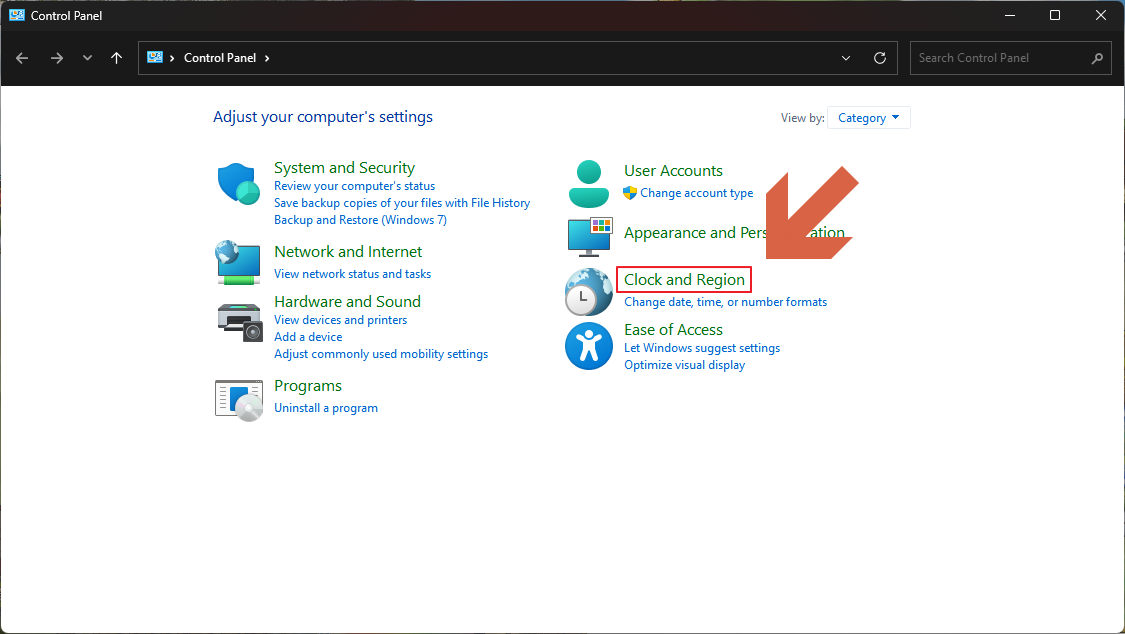 Control Panel
Control Panel
Search Control Panel
Adjust your computer's settings
View by: Category
System and Security
Review your computer's status
Save backup copies of your files with File History
Backup and Restore (Windows 7)
Network and Internet
View network status and tasks
Hardware and Sound
View devices and printers
Add a device
Adjust commonly used mobility settings
Programs
Uninstall a program
User Accounts
Change account type
Appearance and Pers ation
Clock and Region
Change date, time, or number formats
Ease of Access
Let Windows suggest settings
Optimize visual display